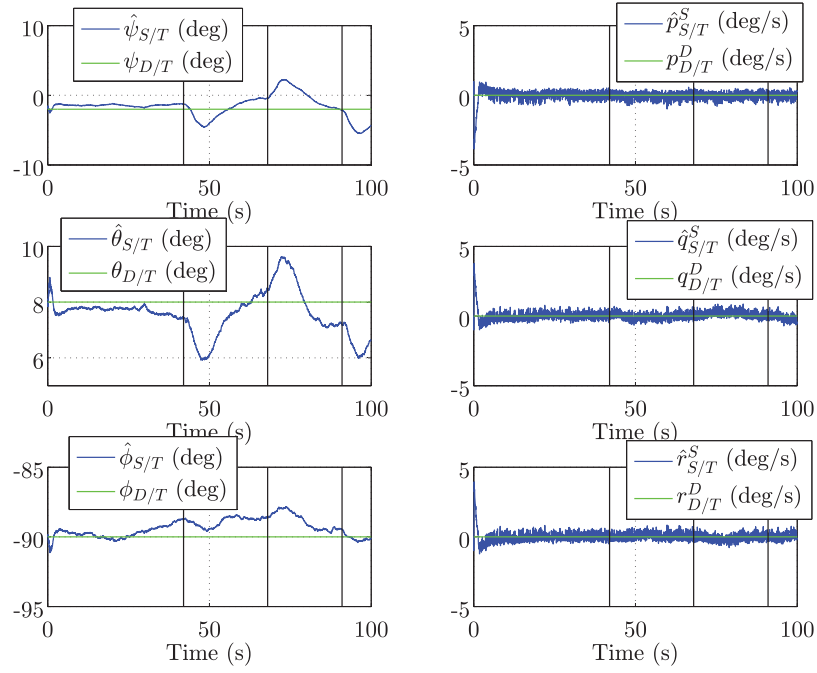 10
0
-10
ψ̂_{S/T} (deg)
ψ_{D/T} (deg)
0 50 100
Time (s)
5
0
-5
p̂^S_{S/T} (deg/s)
p^D_{D/T} (deg/s)
0 50 100
Time (s)
10
8
6
θ̂_{S/T} (deg)
θ_{D/T} (deg)
0 50 100
Time (s)
5
0
-5
q̂^S_{S/T} (deg/s)
q^D_{D/T} (deg/s)
0 50 100
Time (s)
-85
-90
-95
ϕ̂_{S/T} (deg)
ϕ_{D/T} (deg)
0 50 100
Time (s)
5
0
-5
r̂^S_{S/T} (deg/s)
r^D_{D/T} (deg/s)
0 50 100
Time (s)